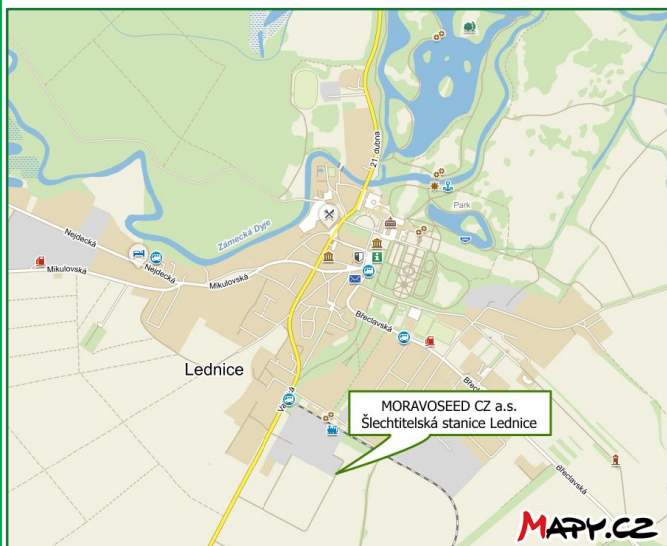 21. dubna
Zámecká Dyje
Park
Nejdecká
Nejdecká
Mikulovská
Mikulovská
Břeclavská
Lednice
MORAVOSEED CZ a.s.
Šlechtitelská stanice Lednice
Břeclavská
MAPY.CZ